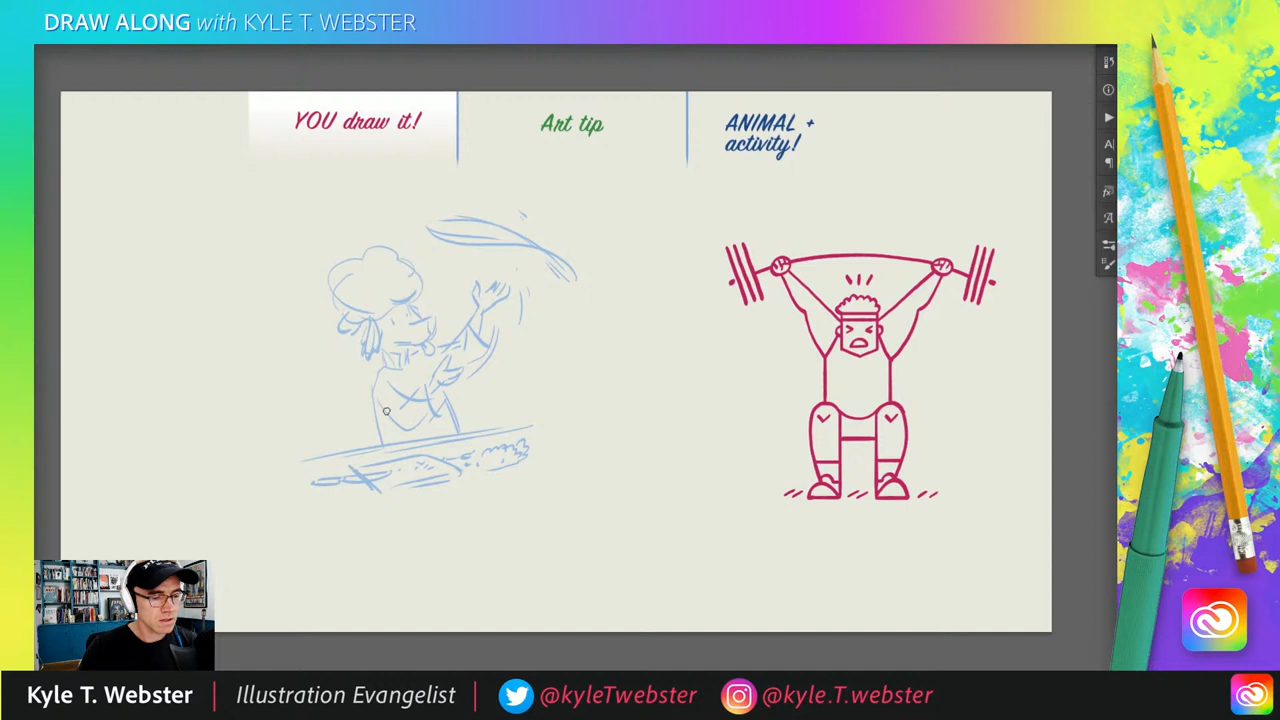 DRAW ALONG with KYLE T. WEBSTER
YOU draw it!
Art tip
ANIMAL +
activity!
Kyle T. Webster | Illustration Evangelist | @kyleTwebster @kyle.T.webster